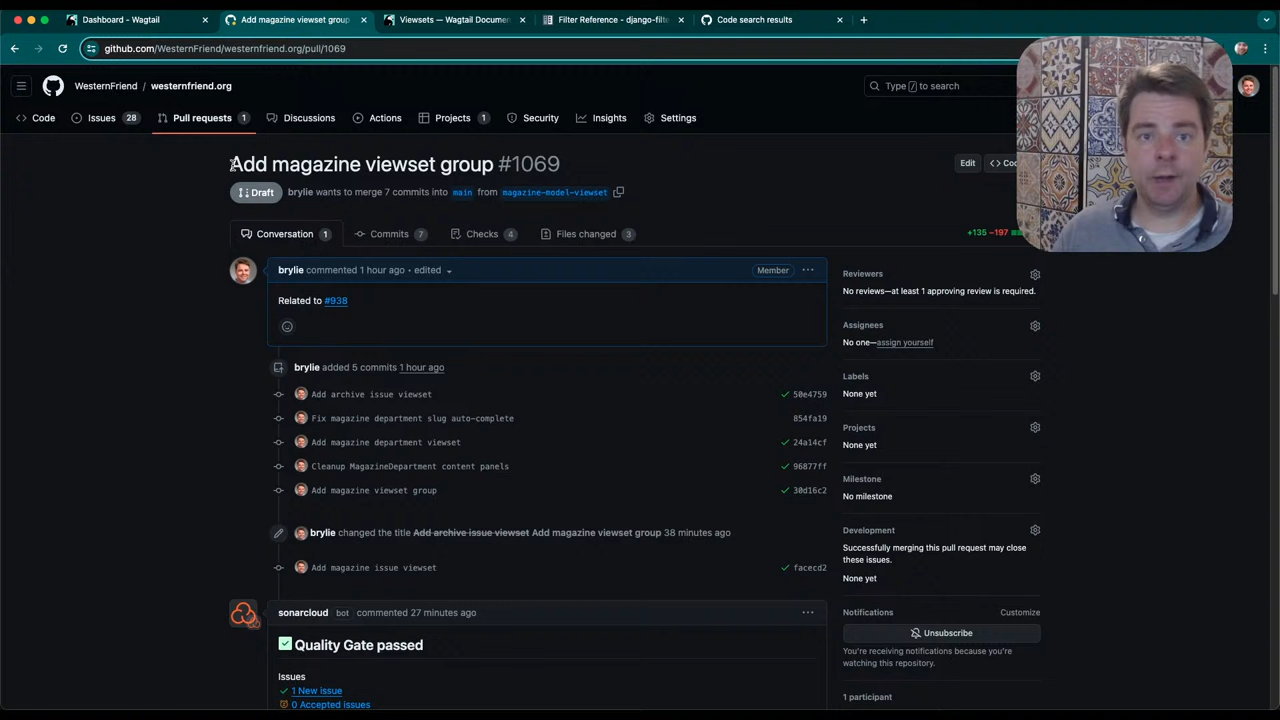 Dashboard - Wagtail
Add magazine viewset group
Viewsets — Wagtail Documen
Filter Reference - django-filte
Code search results
github.com/WesternFriend/westernfriend.org/pull/1069
WesternFriend / westernfriend.org
Type / to search
Code
Issues 28
Pull requests 1
Discussions
Actions
Projects 1
Security
Insights
Settings
Add magazine viewset group #1069
Edit
<> Co
Draft
brylie wants to merge 7 commits into main from magazine-model-viewset
Conversation 1
Commits 7
Checks 4
Files changed 3
+135 −197
brylie commented 1 hour ago • edited
Member
Related to #938
brylie added 5 commits 1 hour ago
Add archive issue viewset 50e4759
Fix magazine department slug auto-complete 854fa19
Add magazine department viewset 24a14cf
Cleanup MagazineDepartment content panels 96877ff
Add magazine viewset group 30d16c2
brylie changed the title Add archive issue viewset Add magazine viewset group 38 minutes ago
Add magazine issue viewset facecd2
sonarcloud bot commented 27 minutes ago
Quality Gate passed
Issues
1 New issue
0 Accepted issues
Reviewers
No reviews—at least 1 approving review is required.
Assignees
No one—assign yourself
Labels
None yet
Projects
None yet
Milestone
No milestone
Development
Successfully merging this pull request may close
these issues.
None yet
Notifications
Customize
Unsubscribe
You're receiving notifications because you're
watching this repository.
1 participant